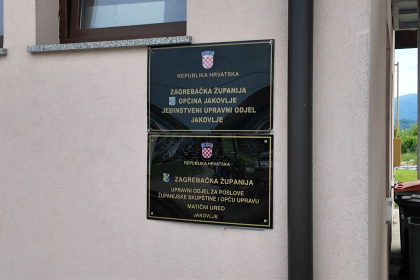 REPUBLIKA HRVATSKA
ZAGREBAČKA ŽUPANIJA
OPĆINA JAKOVLJE
JEDINSTVENI UPRAVNI ODJEL
JAKOVLJE
REPUBLIKA HRVATSKA
ZAGREBAČKA ŽUPANIJA
UPRAVNI ODJEL ZA POSLOVE
ŽUPANIJSKE SKUPŠTINE I OPĆU UPRAVU
MATIČNI URED
JAKOVLJE